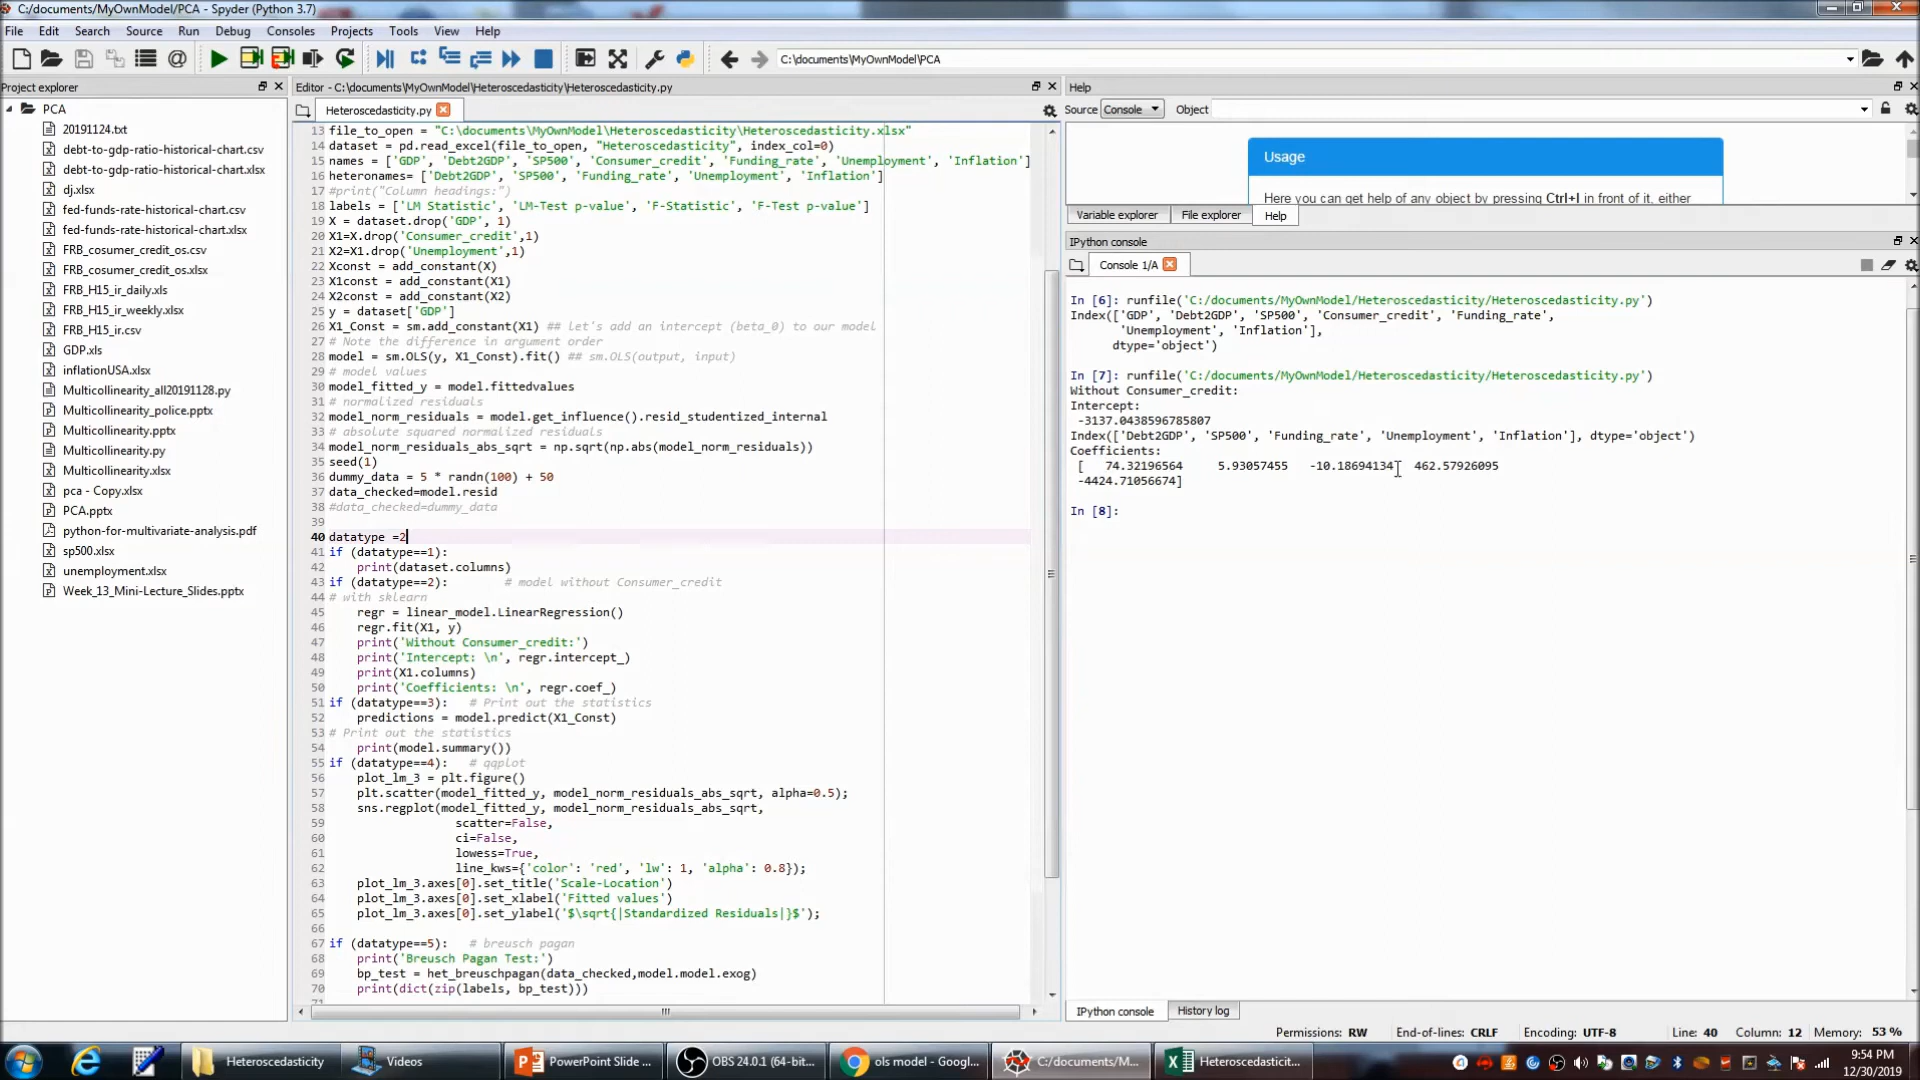 C:/documents/MyOwnModel/PCA - Spyder (Python 3.7)
File Edit Search Source Run Debug Consoles Projects Tools View Help
C:\documents\MyOwnModel\PCA
Project explorer
PCA
20191124.txt
debt-to-gdp-ratio-historical-chart.csv
debt-to-gdp-ratio-historical-chart.xlsx
dj.xlsx
fed-funds-rate-historical-chart.csv
fed-funds-rate-historical-chart.xlsx
FRB_cosumer_credit_os.csv
FRB_cosumer_credit_os.xlsx
FRB_H15_ir_daily.xls
FRB_H15_ir_weekly.xlsx
FRB_H15_ir.csv
GDP.xls
inflationUSA.xlsx
Multicollinearity_all20191128.py
Multicollinearity_police.pptx
Multicollinearity.pptx
Multicollinearity.py
Multicollinearity.xlsx
pca - Copy.xlsx
PCA.pptx
python-for-multivariate-analysis.pdf
sp500.xlsx
unemployment.xlsx
Week_13_Mini-Lecture_Slides.pptx
Editor - C:\documents\MyOwnModel\Heteroscedasticity\Heteroscedasticity.py
Heteroscedasticity.py
13 file_to_open = "C:\documents\MyOwnModel\Heteroscedasticity\Heteroscedasticity.xlsx"
14 dataset = pd.read_excel(file_to_open, "Heteroscedasticity", index_col=0)
15 names = ['GDP', 'Debt2GDP', 'SP500', 'Consumer_credit', 'Funding_rate', 'Unemployment', 'Inflation']
16 heteronames= ['Debt2GDP', 'SP500', 'Funding_rate', 'Unemployment', 'Inflation']
17 #print("Column headings:")
18 labels = ['LM Statistic', 'LM-Test p-value', 'F-Statistic', 'F-Test p-value']
19 X = dataset.drop('GDP', 1)
20 X1=X.drop('Consumer_credit',1)
21 X2=X1.drop('Unemployment',1)
22 Xconst = add_constant(X)
23 X1const = add_constant(X1)
24 X2const = add_constant(X2)
25 y = dataset['GDP']
26 X1_Const = sm.add_constant(X1) ## let's add an intercept (beta_0) to our model
27 # Note the difference in argument order
28 model = sm.OLS(y, X1_Const).fit() ## sm.OLS(output, input)
29 # model values
30 model_fitted_y = model.fittedvalues
31 # normalized residuals
32 model_norm_residuals = model.get_influence().resid_studentized_internal
33 # absolute squared normalized residuals
34 model_norm_residuals_abs_sqrt = np.sqrt(np.abs(model_norm_residuals))
35 seed(1)
36 dummy_data = 5 * randn(100) + 50
37 data_checked=model.resid
38 #data_checked=dummy_data
39
40 datatype =2
41 if (datatype==1):
42 print(dataset.columns)
43 if (datatype==2): # model without Consumer_credit
44 # with sklearn
45 regr = linear_model.LinearRegression()
46 regr.fit(X1, y)
47 print('Without Consumer_credit:')
48 print('Intercept: \n', regr.intercept_)
49 print(X1.columns)
50 print('Coefficients: \n', regr.coef_)
51 if (datatype==3): # Print out the statistics
52 predictions = model.predict(X1_Const)
53 # Print out the statistics
54 print(model.summary())
55 if (datatype==4): # qqplot
56 plot_lm_3 = plt.figure()
57 plt.scatter(model_fitted_y, model_norm_residuals_abs_sqrt, alpha=0.5);
58 sns.regplot(model_fitted_y, model_norm_residuals_abs_sqrt,
59 scatter=False,
60 ci=False,
61 lowess=True,
62 line_kws={'color': 'red', 'lw': 1, 'alpha': 0.8});
63 plot_lm_3.axes[0].set_title('Scale-Location')
64 plot_lm_3.axes[0].set_xlabel('Fitted values')
65 plot_lm_3.axes[0].set_ylabel('$\sqrt{|Standardized Residuals|}$');
66
67 if (datatype==5): # breusch pagan
68 print('Breusch Pagan Test:')
69 bp_test = het_breuschpagan(data_checked,model.model.exog)
70 print(dict(zip(labels, bp_test)))
Help
Source Console Object
Usage
Here you can get help of any object by pressing Ctrl+I in front of it, either
Variable explorer File explorer Help
IPython console
Console 1/A
In [6]: runfile('C:/documents/MyOwnModel/Heteroscedasticity/Heteroscedasticity.py')
Index(['GDP', 'Debt2GDP', 'SP500', 'Consumer_credit', 'Funding_rate',
'Unemployment', 'Inflation'],
dtype='object')
In [7]: runfile('C:/documents/MyOwnModel/Heteroscedasticity/Heteroscedasticity.py')
Without Consumer_credit:
Intercept:
-3137.0438596785807
Index(['Debt2GDP', 'SP500', 'Funding_rate', 'Unemployment', 'Inflation'], dtype='object')
Coefficients:
[ 74.32196564 5.93057455 -10.18694134 462.57926095
-4424.71056674]
In [8]:
IPython console History log
Permissions: RW End-of-lines: CRLF Encoding: UTF-8 Line: 40 Column: 12 Memory: 53 %
Heteroscedasticity Videos PowerPoint Slide ... OBS 24.0.1 (64-bit... ols model - Googl... C:/documents/M... Heteroscedasticit...
9:54 PM
12/30/2019